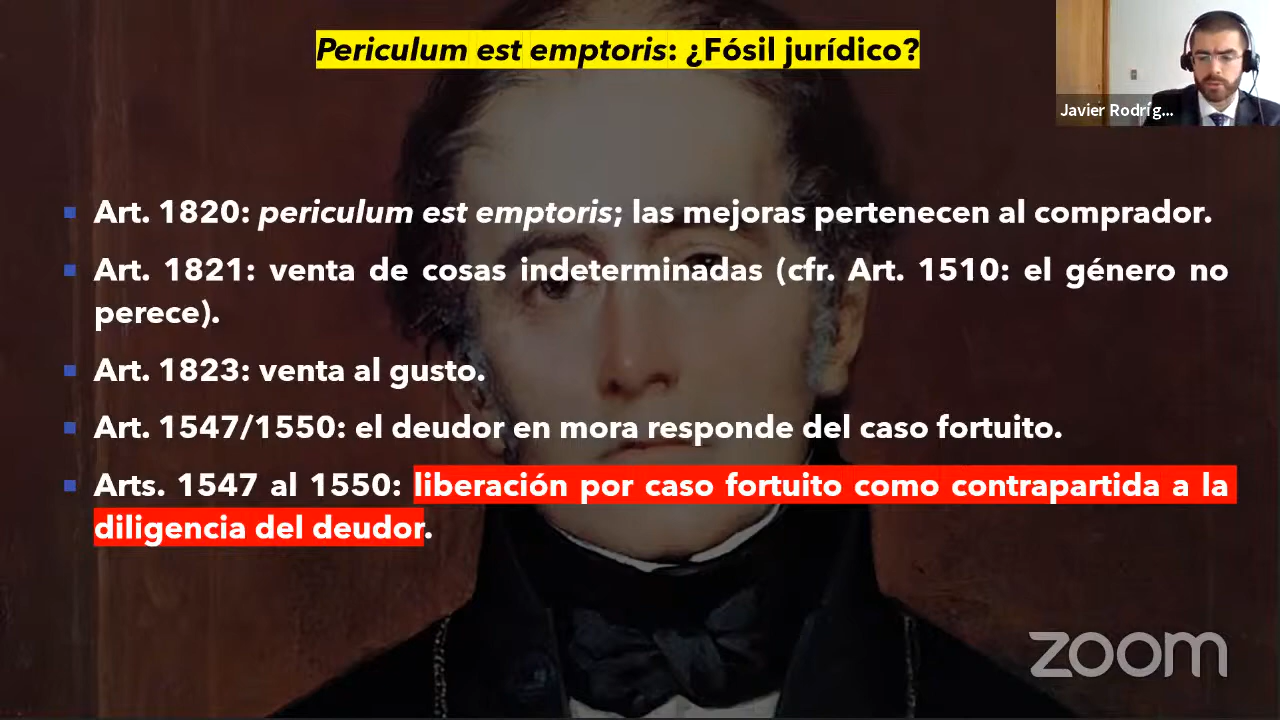 Periculum est emptoris: ¿Fósil jurídico?
Javier Rodríg...
Art. 1820: periculum est emptoris; las mejoras pertenecen al comprador.
Art. 1821: venta de cosas indeterminadas (cfr. Art. 1510: el género no
perece).
Art. 1823: venta al gusto.
Art. 1547/1550: el deudor en mora responde del caso fortuito.
Arts. 1547 al 1550: liberación por caso fortuito como contrapartida a la
diligencia del deudor.
zoom